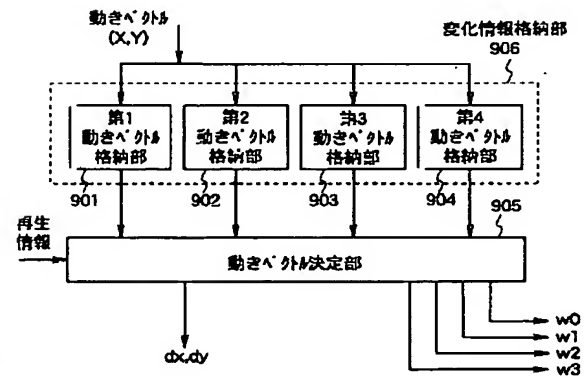 動きベクトル
(X,Y)
変化情報格納部
906
第1
動きベクトル
格納部
第2
動きベクトル
格納部
第3
動きベクトル
格納部
第4
動きベクトル
格納部
901
902
903
904
905
再生
情報
動きベクトル決定部
dx,dy
w0
w1
w2
w3